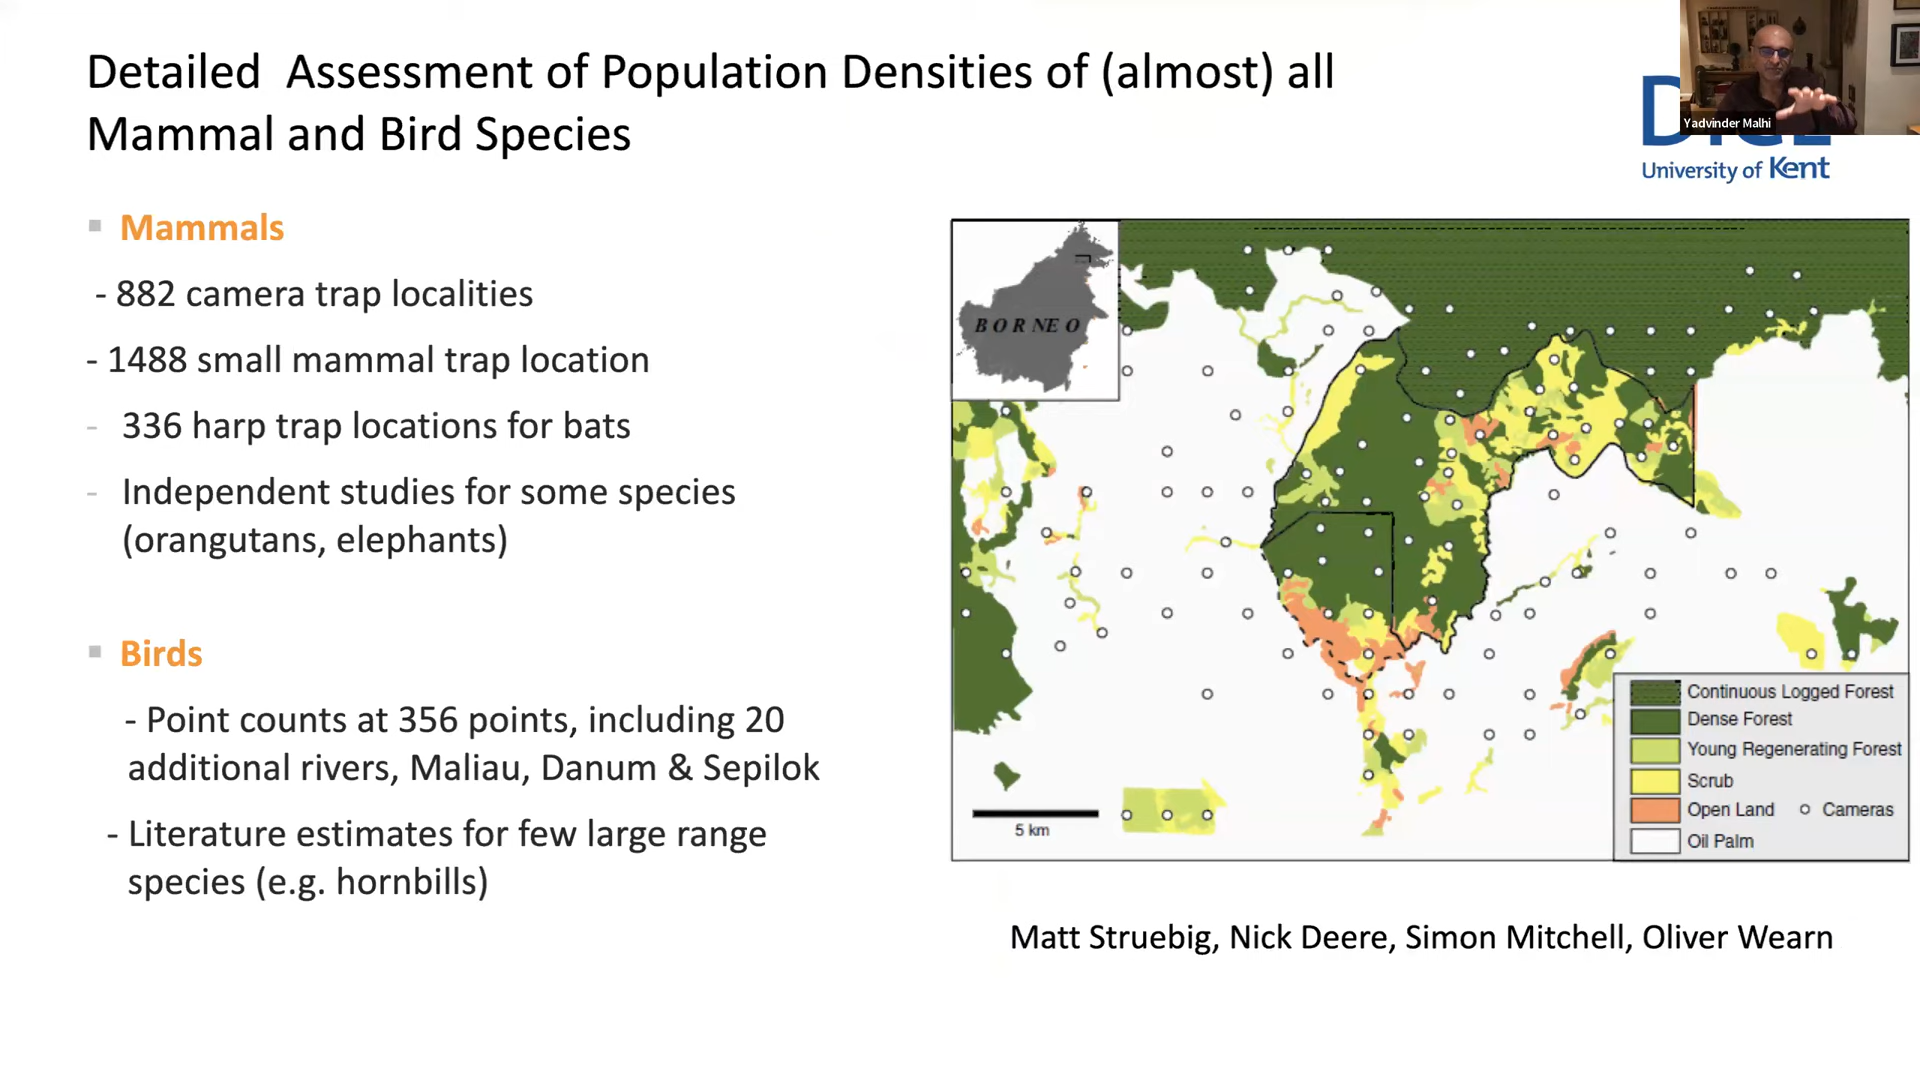 Detailed  Assessment of Population Densities of (almost) all
Mammal and Bird Species
Yadvinder Malhi
University of Kent
Mammals
- 882 camera trap localities
- 1488 small mammal trap location
- 336 harp trap locations for bats
- Independent studies for some species
(orangutans, elephants)
Birds
- Point counts at 356 points, including 20
additional rivers, Maliau, Danum & Sepilok
- Literature estimates for few large range
species (e.g. hornbills)
BORNEO
5 km
Continuous Logged Forest
Dense Forest
Young Regenerating Forest
Scrub
Open Land
Cameras
Oil Palm
Matt Struebig, Nick Deere, Simon Mitchell, Oliver Wearn